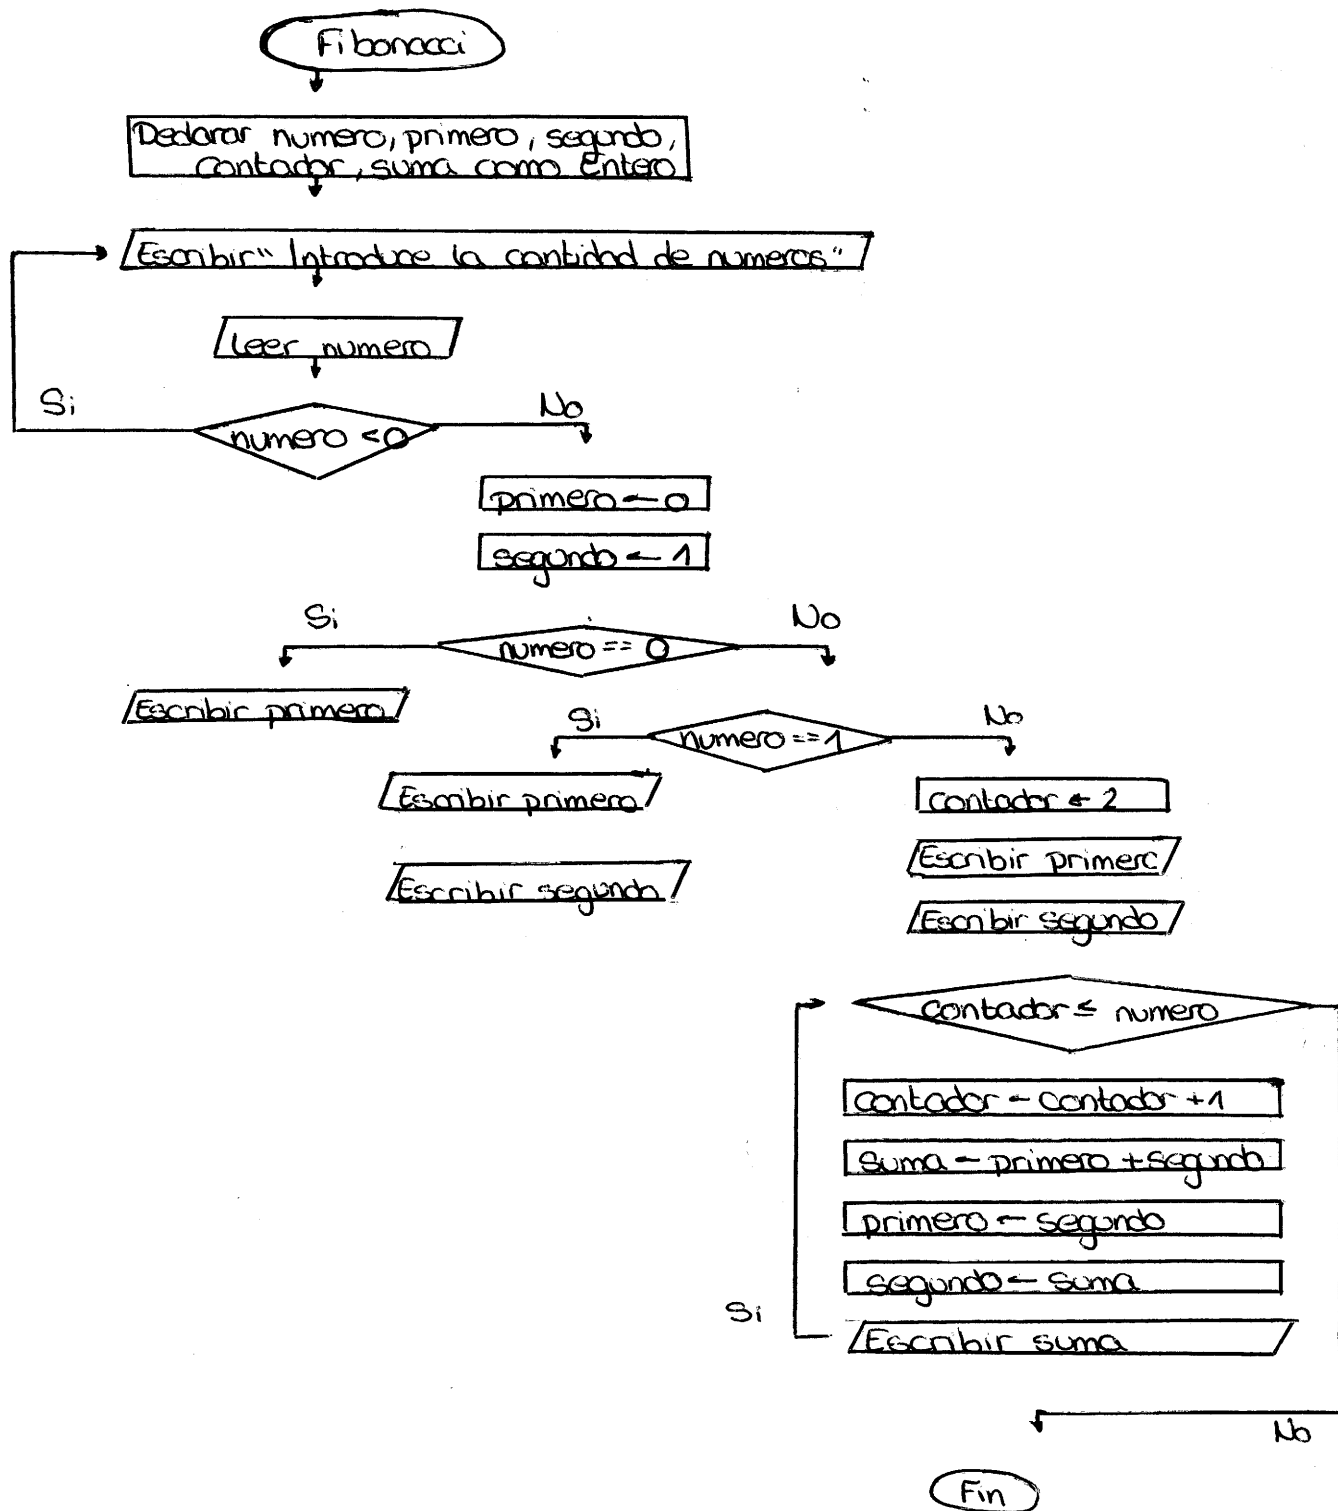 Fibonacci
Declarar numero, primero, segundo,
contador, suma como Entero
Escribir "Introduce la cantidad de numeros"
Leer numero
Si
No
numero <0
primero ← 0
segundo ← 1
Si
No
numero == 0
Escribir primero
Si
No
numero == 1
Escribir primero
contador ← 2
Escribir primero
Escribir segundo
Escribir segundo
contador ≤ numero
contador ← contador +1
suma ← primero + segundo
primero ← segundo
segundo ← suma
Si
Escribir suma
No
Fin